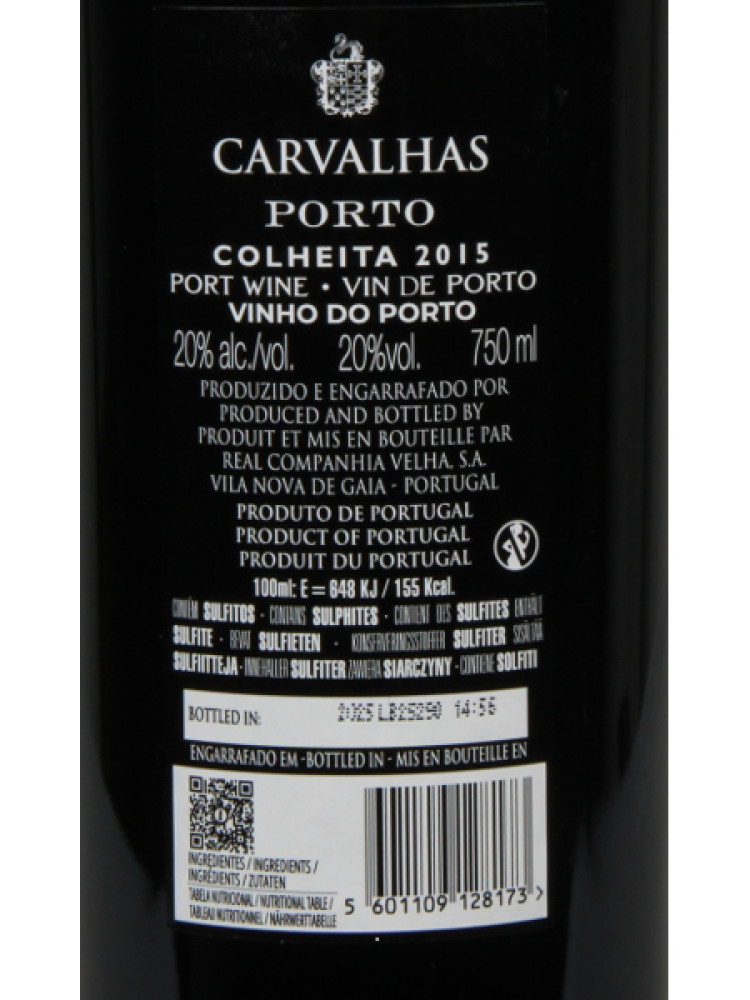 CARVALHAS
PORTO
COLHEITA 2015
PORT WINE • VIN DE PORTO
VINHO DO PORTO
20% alc./vol. 20%vol. 750 ml
PRODUZIDO E ENGARRAFADO POR
PRODUCED AND BOTTLED BY
PRODUIT ET MIS EN BOUTEILLE PAR
REAL COMPANHIA VELHA, S.A.
VILA NOVA DE GAIA - PORTUGAL
PRODUTO DE PORTUGAL
PRODUCT OF PORTUGAL
PRODUIT DU PORTUGAL
100ml: E = 648 KJ / 155 Kcal.
CONTÉM SULFITOS · CONTAINS SULPHITES · CONTIENT DES SULFITES ENTHÄLT
SULFITE · BEVAT SULFIETEN · KONSERVERINGSSTOFFER SULFITER SISÄLTÄÄ
SULFIITTEJA · INNEHÅLLER SULFITER /ZAWIERA SIARCZYNY · CONTIENE SOLFITI
BOTTLED IN: 2025 LB25290 14:56
ENGARRAFADO EM -BOTTLED IN - MIS EN BOUTEILLE EN
INGREDIENTES / INGREDIENTS /
INGRÉDIENTS / ZUTATEN
TABELA NUTRICIONAL / NUTRITIONAL TABLE /
TABLEAU NUTRITIONNEL / NÄHRWERTTABELLE
5 601109 128173 >